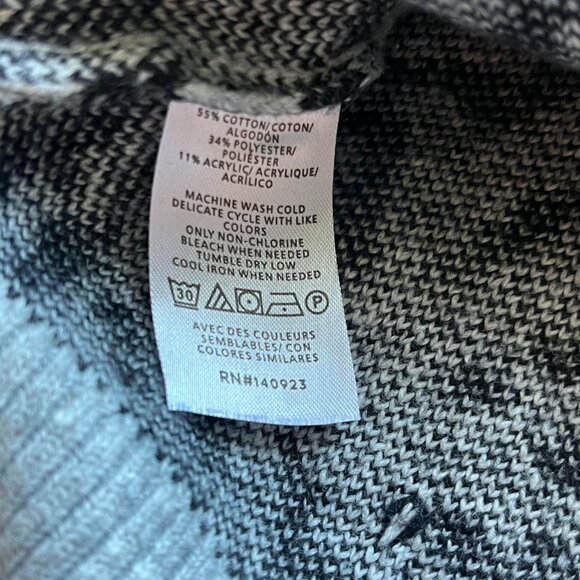 55% COTTON/COTON/
ALGODÓN
34% POLYESTER/
POLIÉSTER
11% ACRYLIC/ACRYLIQUE/
ACRÍLICO
MACHINE WASH COLD
DELICATE CYCLE WITH LIKE
COLORS
ONLY NON-CHLORINE
BLEACH WHEN NEEDED
TUMBLE DRY LOW
COOL IRON WHEN NEEDED
30 P
AVEC DES COULEURS
SEMBLABLES/CON
COLORES SIMILARES
RN#140923